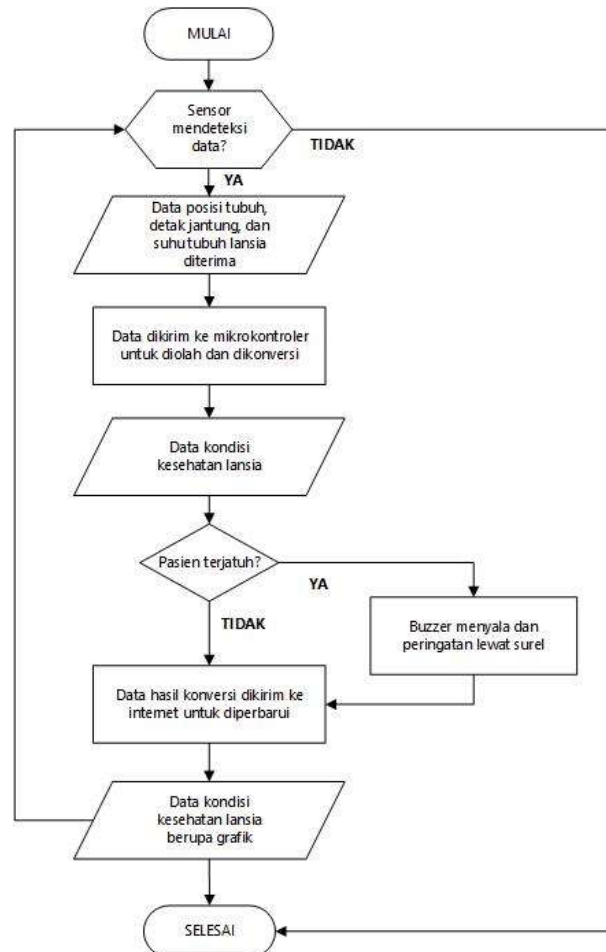 MULAI
Sensor
mendeteksi
data?
TIDAK
YA
Data posisi tubuh,
detak jantung, dan
suhu tubuh lansia
diterima
Data dikirim ke mikrokontroler
untuk diolah dan dikonversi
Data kondisi
kesehatan lansia
Pasien terjatuh?
YA
TIDAK
Buzzer menyala dan
peringatan lewat surel
Data hasil konversi dikirim ke
internet untuk diperbarui
Data kondisi
kesehatan lansia
berupa grafik
SELESAI